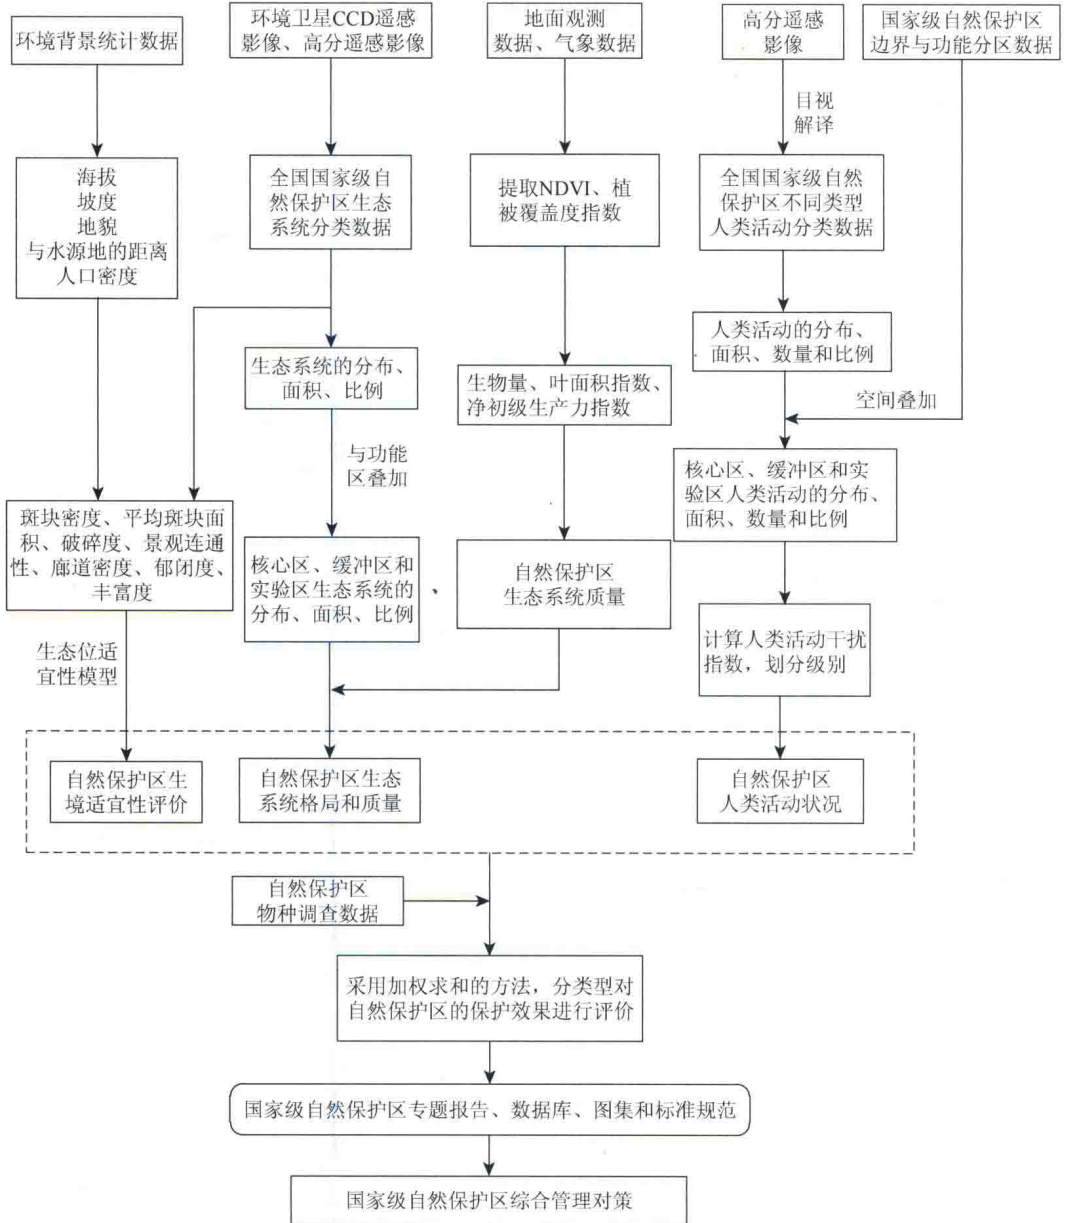 环境背景统计数据
环境卫星CCD遥感
影像、高分遥感影像
地面观测
数据、气象数据
高分遥感
影像
国家级自然保护区
边界与功能分区数据
目视
解译
海拔
坡度
地貌
与水源地的距离
人口密度
全国国家级自
然保护区生态
系统分类数据
提取NDVI、植
被覆盖度指数
全国国家级自然
保护区不同类型
人类活动分类数据
生态系统的分布、
面积、比例
生物量、叶面积指数、
净初级生产力指数
人类活动的分布、
面积、数量和比例
空间叠加
与功能
区叠加
斑块密度、平均斑块面
积、破碎度、景观连通
性、廊道密度、郁闭度、
丰富度
核心区、缓冲区和
实验区生态系统的
分布、面积、比例
自然保护区
生态系统质量
核心区、缓冲区和实
验区人类活动的分布、
面积、数量和比例
生态位适
宜性模型
计算人类活动干扰
指数，划分级别
自然保护区生
境适宜性评价
自然保护区生态
系统格局和质量
自然保护区
人类活动状况
自然保护区
物种调查数据
采用加权求和的方法，分类型对
自然保护区的保护效果进行评价
国家级自然保护区专题报告、数据库、图集和标准规范
国家级自然保护区综合管理对策